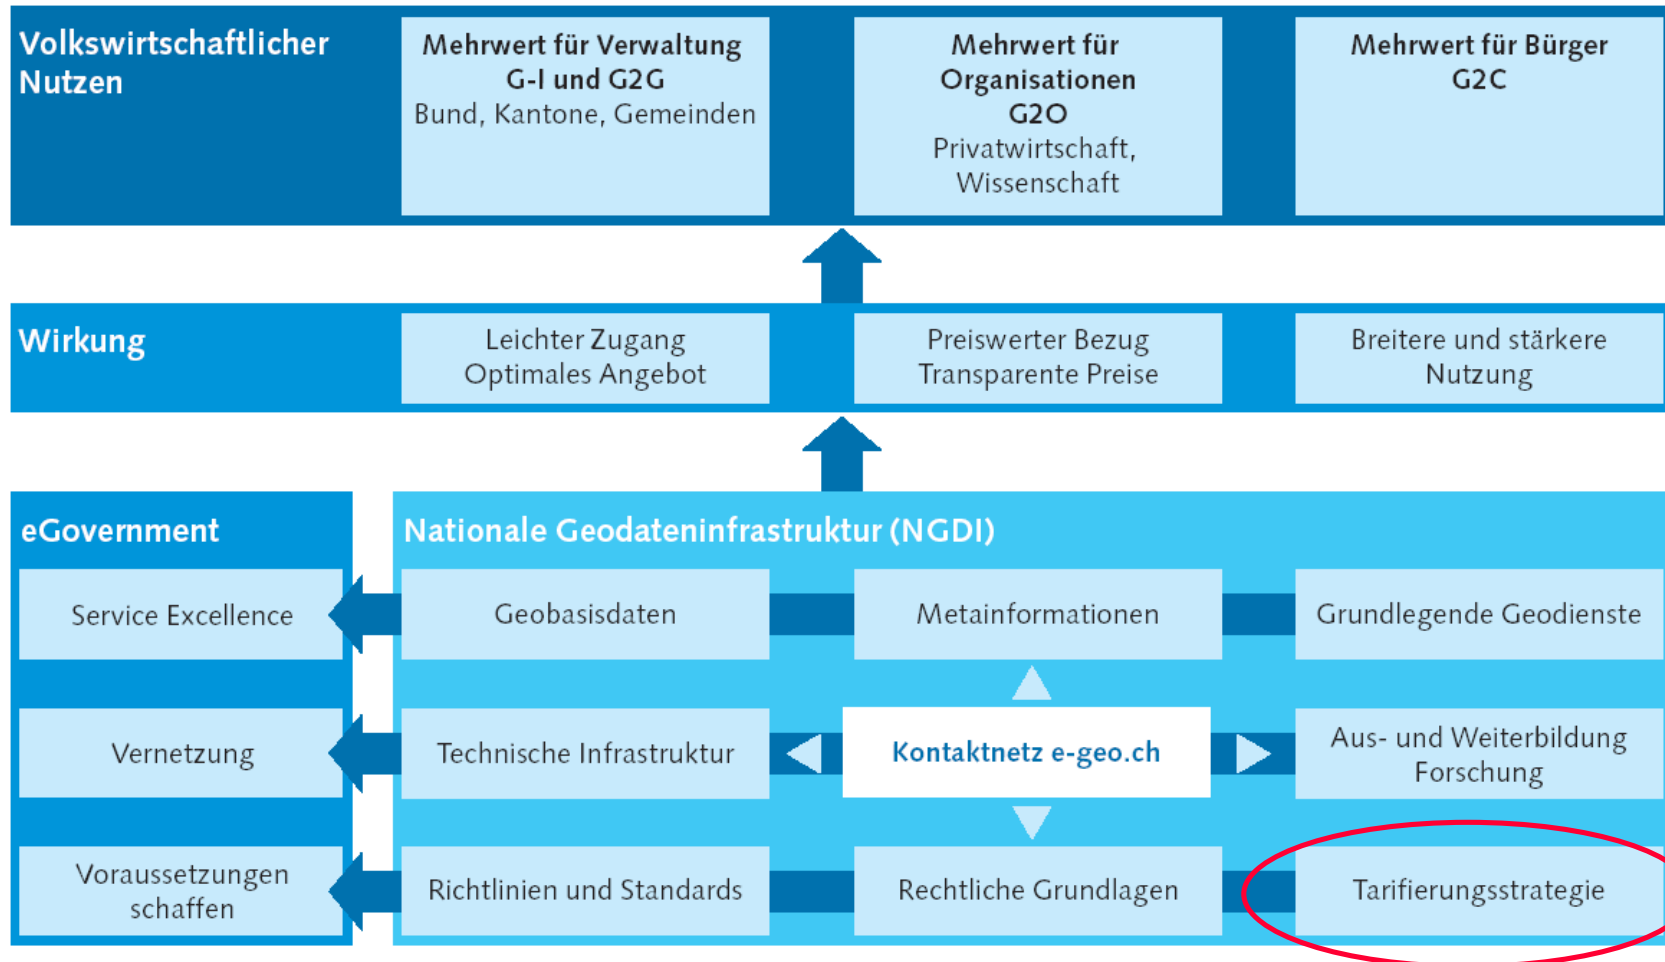 Volkswirtschaftlicher
Nutzen
Mehrwert für Verwaltung
G-I und G2G
Bund, Kantone, Gemeinden
Mehrwert für
Organisationen
G2O
Privatwirtschaft,
Wissenschaft
Mehrwert für Bürger
G2C
Wirkung
Leichter Zugang
Optimales Angebot
Preiswerter Bezug
Transparente Preise
Breitere und stärkere
Nutzung
eGovernment
Service Excellence
Vernetzung
Voraussetzungen
schaffen
Nationale Geodateninfrastruktur (NGDI)
Geobasisdaten
Metainformationen
Grundlegende Geodienste
Technische Infrastruktur
Kontaktnetz e-geo.ch
Aus- und Weiterbildung
Forschung
Richtlinien und Standards
Rechtliche Grundlagen
Tarifierungsstrategie